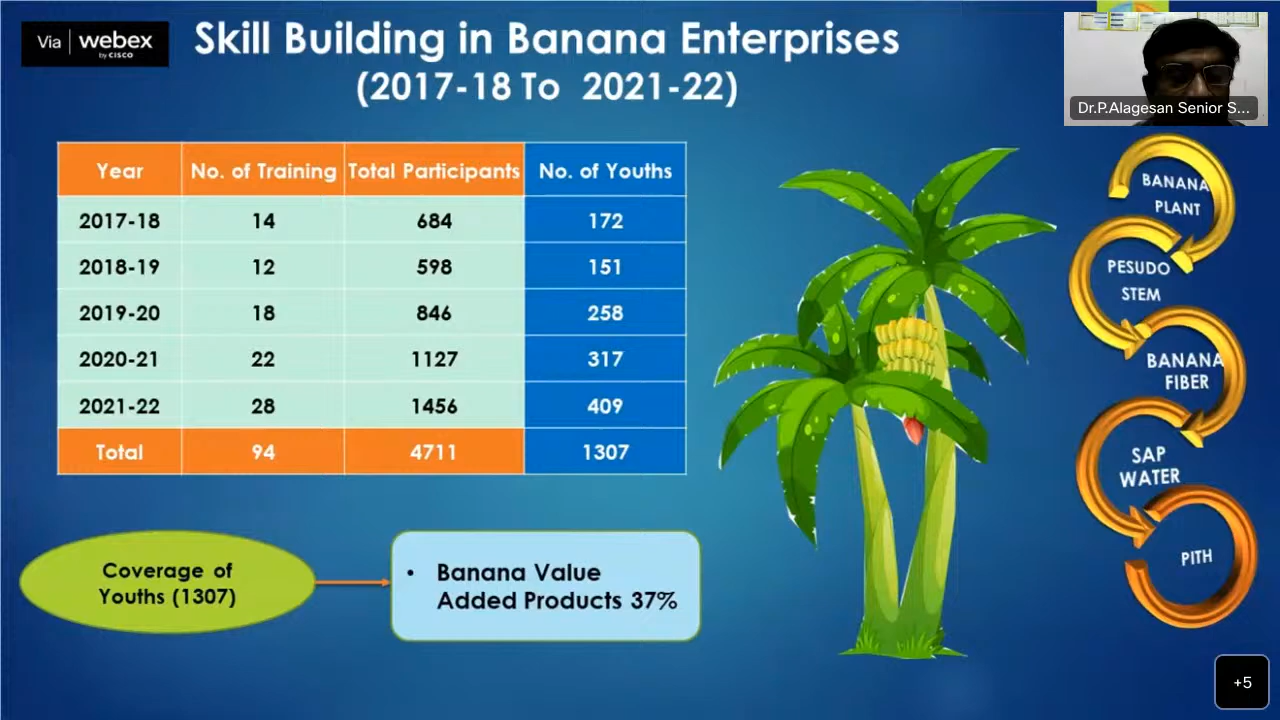 Via webex
by CISCO
Skill Building in Banana Enterprises
(2017-18 To 2021-22)
Dr.P.Alagesan Senior S...
Year No. of Training Total Participants No. of Youths
2017-18 14 684 172
2018-19 12 598 151
2019-20 18 846 258
2020-21 22 1127 317
2021-22 28 1456 409
Total 94 4711 1307
Coverage of
Youths (1307)
• Banana Value
Added Products 37%
BANANA
PLANT
PESUDO
STEM
BANANA
FIBER
SAP
WATER
PITH
+5